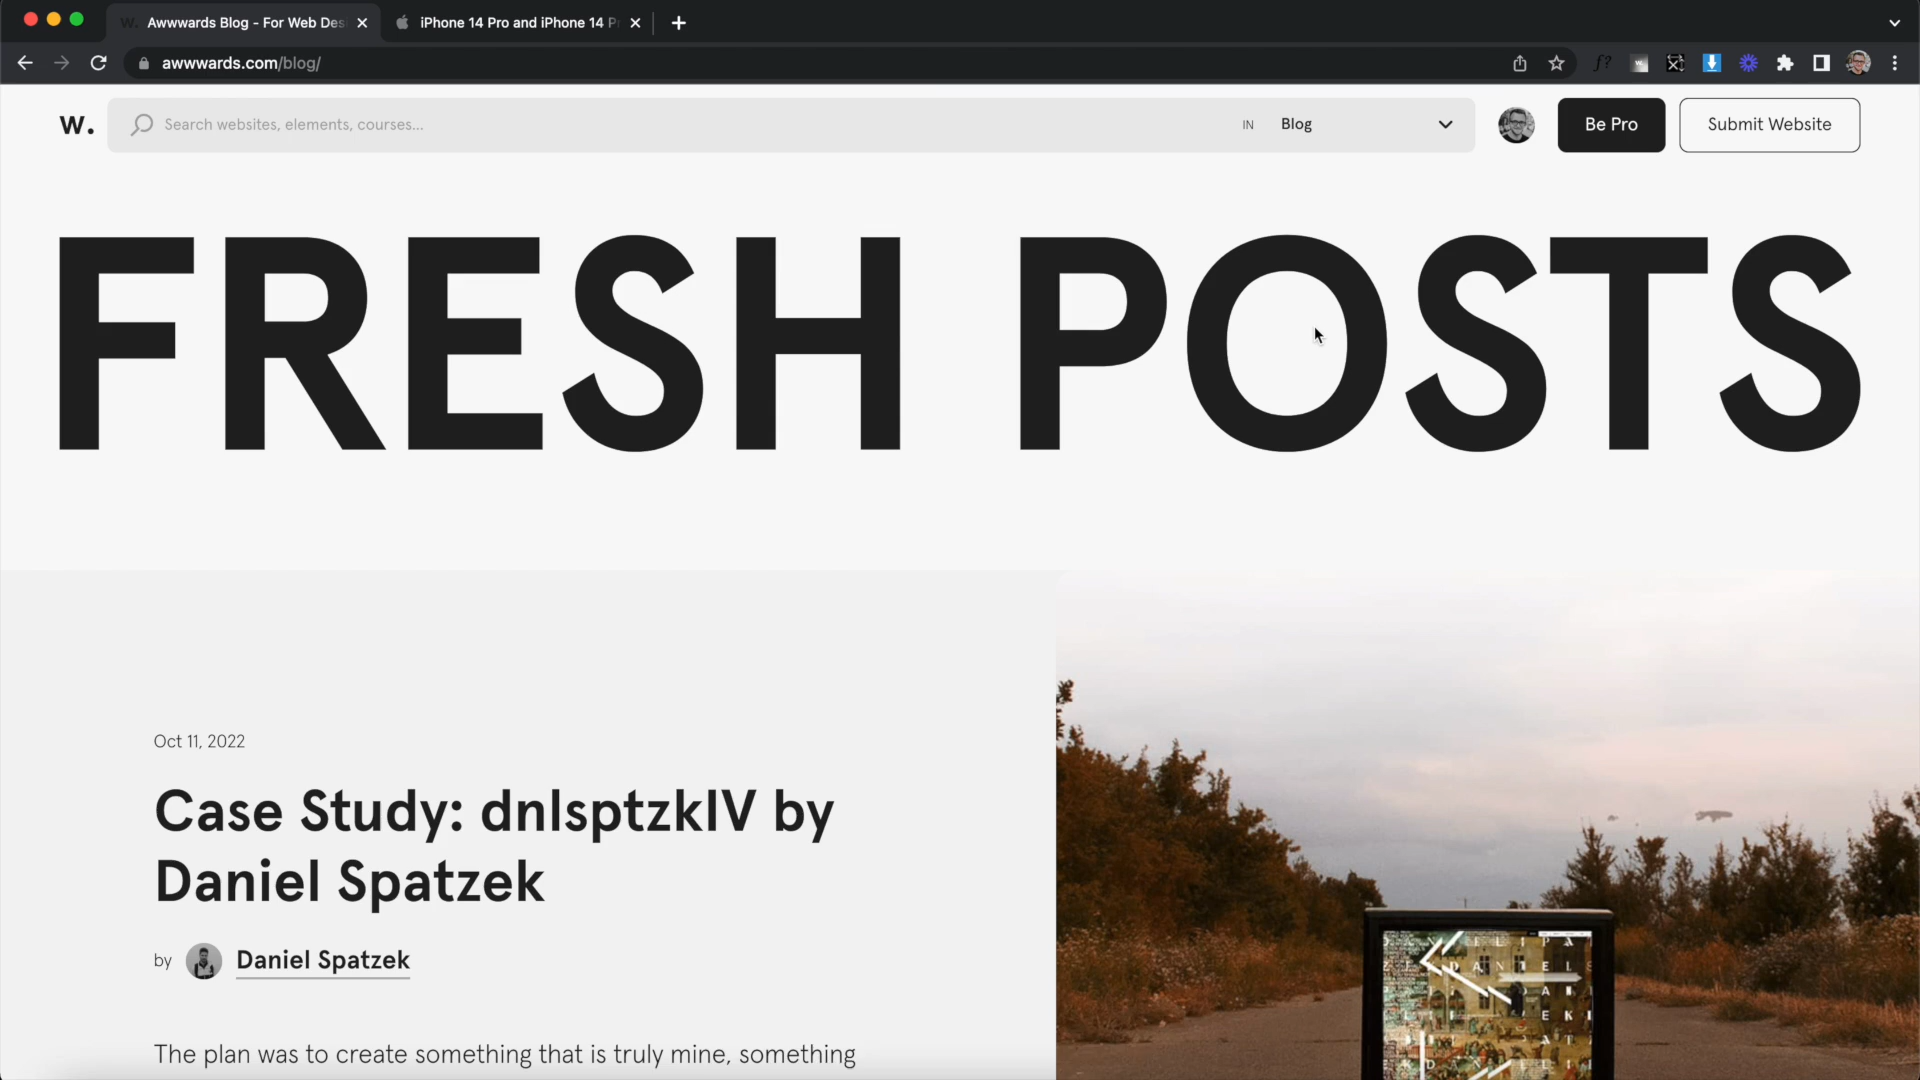 Awwwards Blog - For Web Des
iPhone 14 Pro and iPhone 14 P
awwwards.com/blog/
W.
Search websites, elements, courses...
IN
Blog
Be Pro
Submit Website
FRESH POSTS
Oct 11, 2022
Case Study: dnlsptzkIV by
Daniel Spatzek
by
Daniel Spatzek
The plan was to create something that is truly mine, something